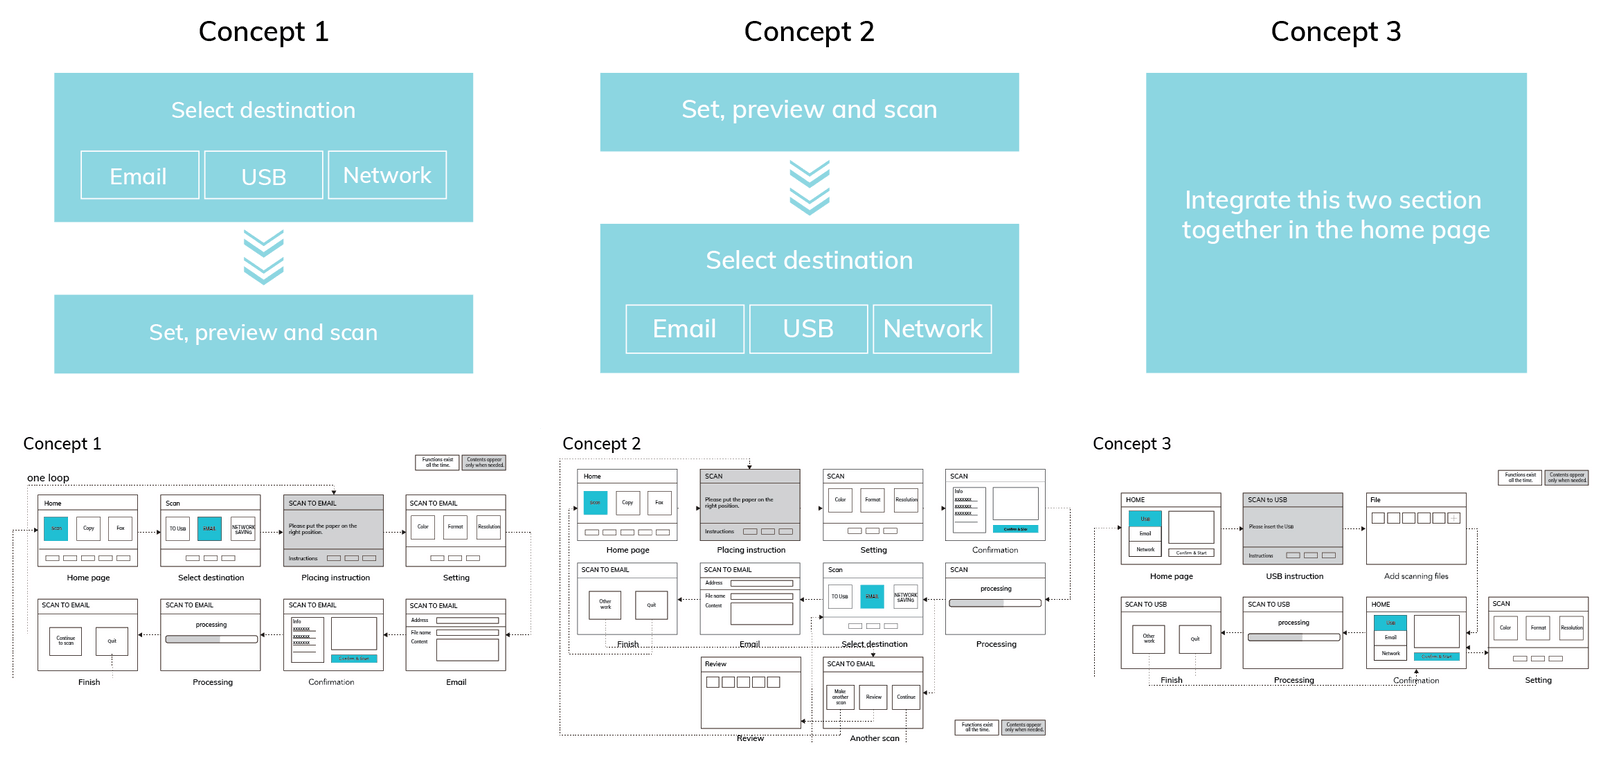 Concept 1
Select destination
Email
USB
Network
Set, preview and scan
Concept 2
Set, preview and scan
Select destination
Email
USB
Network
Concept 3
Integrate this two section
together in the home page
Concept 1
Functions exist
all the time.
Contents appear
only when needed.
one loop
Home
scan
Copy
Fax
Home page
Scan
TO Usb
EMAIL
NETWORK
SAVING
Select destination
SCAN TO EMAIL
Please put the paper on the
right position.
Instructions
Placing instruction
SCAN TO EMAIL
Color
Format
Resolution
Setting
SCAN TO EMAIL
Continue
to scan
Quit
Finish
SCAN TO EMAIL
processing
Processing
SCAN TO EMAIL
Info
XXXXXXX
XXXXXXX
XXXXXXX
Confirm & Start
Confirmation
SCAN TO EMAIL
Address
File name
Content
Email
Concept 2
Home
scan
Copy
Fax
Home page
SCAN
Please put the paper on the
right position.
Instructions
Placing instruction
SCAN
Color
Format
Resolution
Setting
SCAN
Info
XXXXXXX
XXXXXXX
XXXXXXX
Confirm & Start
Confirmation
SCAN TO EMAIL
Other
work
Quit
Finish
SCAN TO EMAIL
Address
File name
Content
Email
Scan
TO Usb
EMAIL
NETWORK
SAVING
Select destination
SCAN
processing
Processing
Review
Review
SCAN TO EMAIL
Make
another
scan
Review
Continue
Another scan
Functions exist
all the time.
Contents appear
only when needed.
Concept 3
Functions exist
all the time.
Contents appear
only when needed.
HOME
Usb
Email
Network
Confirm & Start
Home page
SCAN to USB
Please insert the Usb
Instructions
USB instruction
File
Add scanning files
SCAN TO USB
Other
work
Quit
Finish
SCAN TO USB
processing
Processing
HOME
Usb
Email
Network
Confirm & Start
Confirmation
SCAN
Color
Format
Resolution
Setting